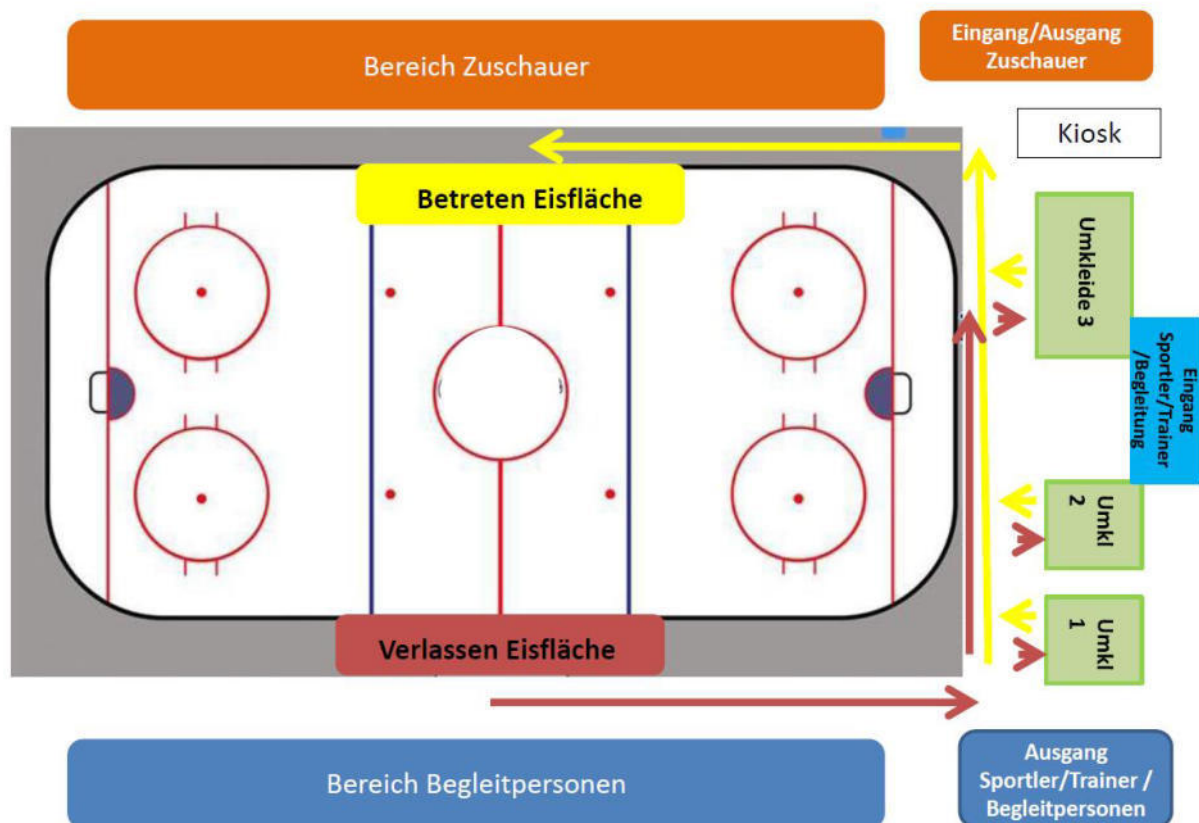 Bereich Zuschauer
Eingang/Ausgang
Zuschauer
Kiosk
Betreten Eisfläche
Umkleide 3
Eingang
Sportler/Trainer
/Begleitung
Umkl
2
Umkl
1
Verlassen Eisfläche
Bereich Begleitpersonen
Ausgang
Sportler/Trainer /
Begleitpersonen